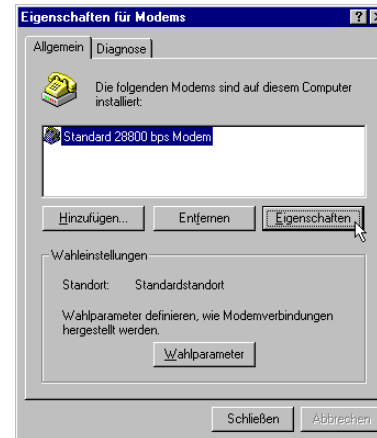 Eigenschaften für Modems
Allgemein Diagnose
Die folgenden Modems sind auf diesem Computer
installiert:
Standard 28800 bps Modem
Hinzufügen... Entfernen Eigenschaften
Wahleinstellungen
Standort: Standardstandort
Wahlparameter definieren, wie Modemverbindungen
hergestellt werden.
Wahlparameter
Schließen Abbrechen